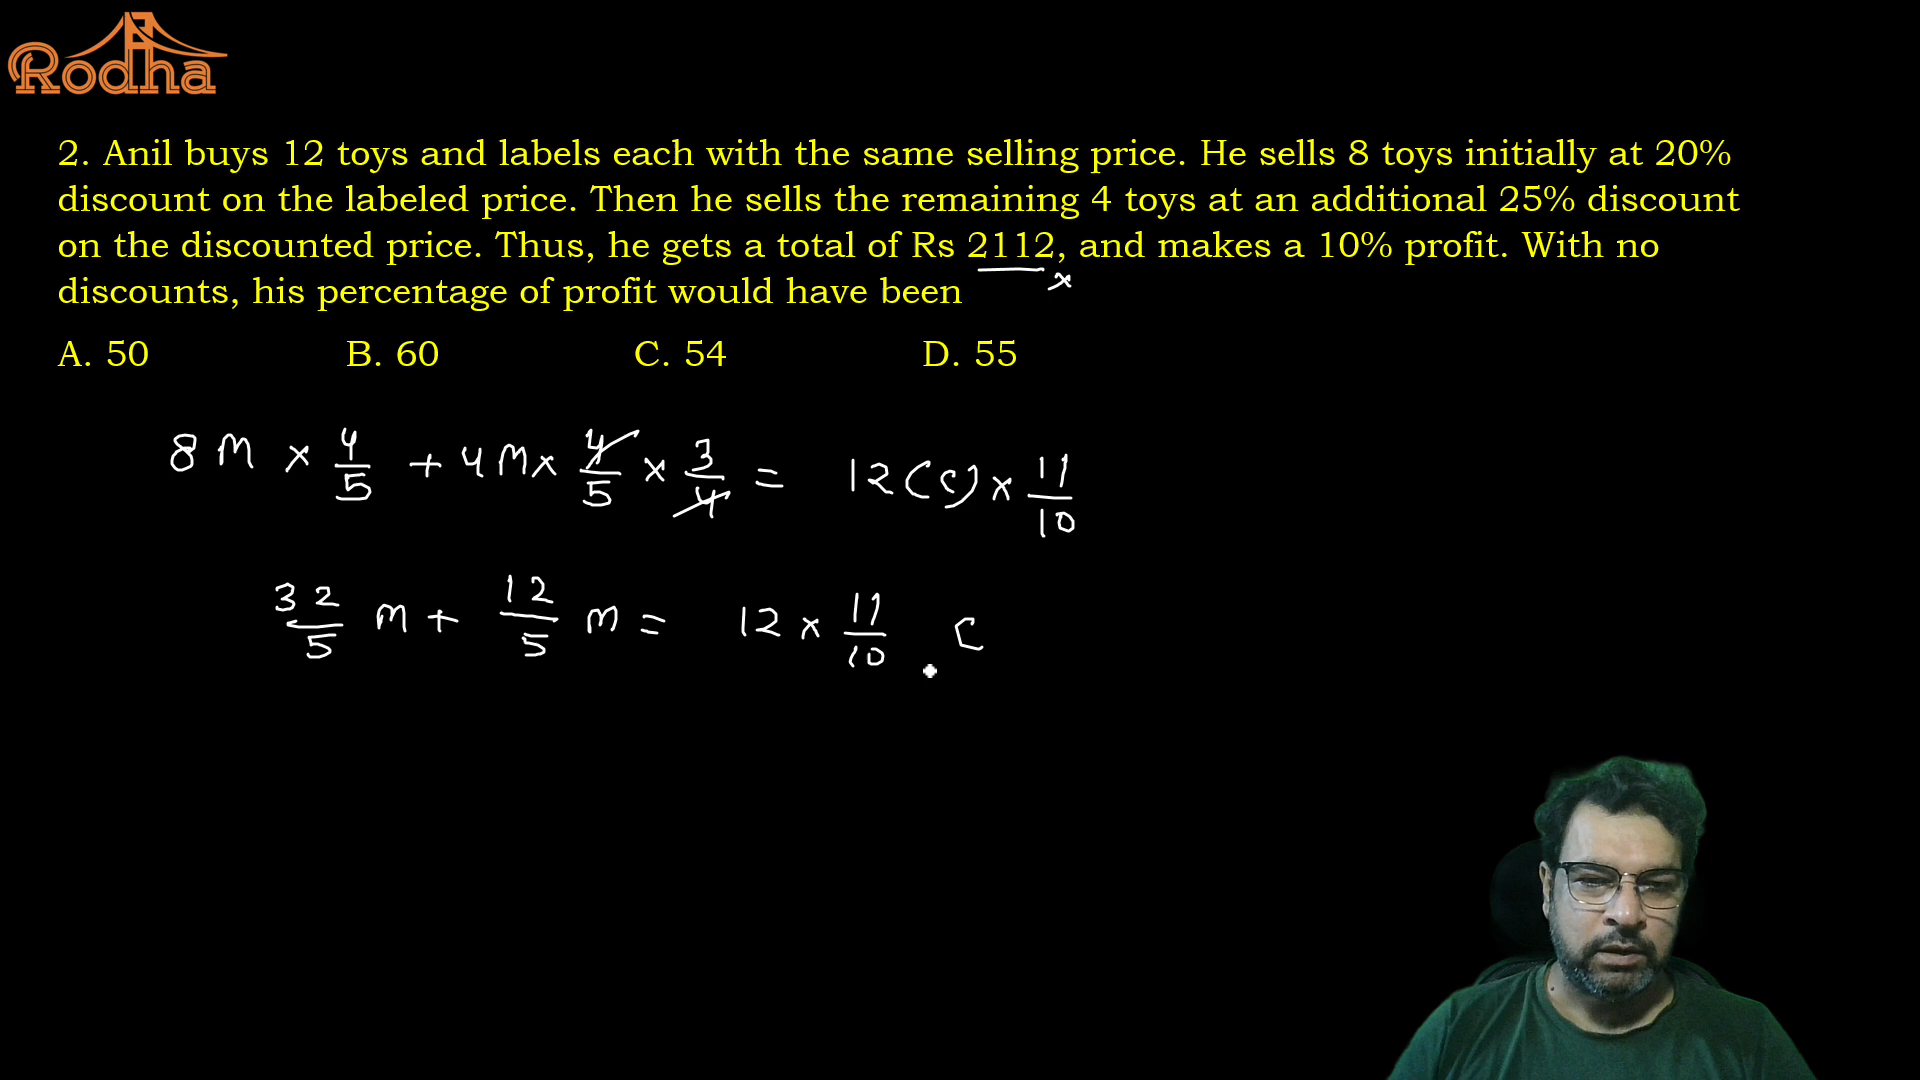 Rodha
2. Anil buys 12 toys and labels each with the same selling price. He sells 8 toys initially at 20%
discount on the labeled price. Then he sells the remaining 4 toys at an additional 25% discount
on the discounted price. Thus, he gets a total of Rs 2112, and makes a 10% profit. With no
discounts, his percentage of profit would have been
x
A. 50 B. 60 C. 54 D. 55
8 m × 4/5 + 4 m × 4/5 × 3/4 = 12 (c) × 11/10
32/5 m + 12/5 m = 12 × 11/10 . c